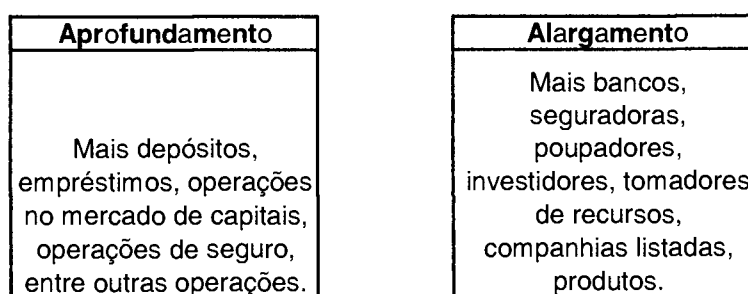 Aprofundamento
Mais depósitos,
empréstimos, operações
no mercado de capitais,
operações de seguro,
entre outras operações.
Alargamento
Mais bancos,
seguradoras,
poupadores,
investidores, tomadores
de recursos,
companhias listadas,
produtos.